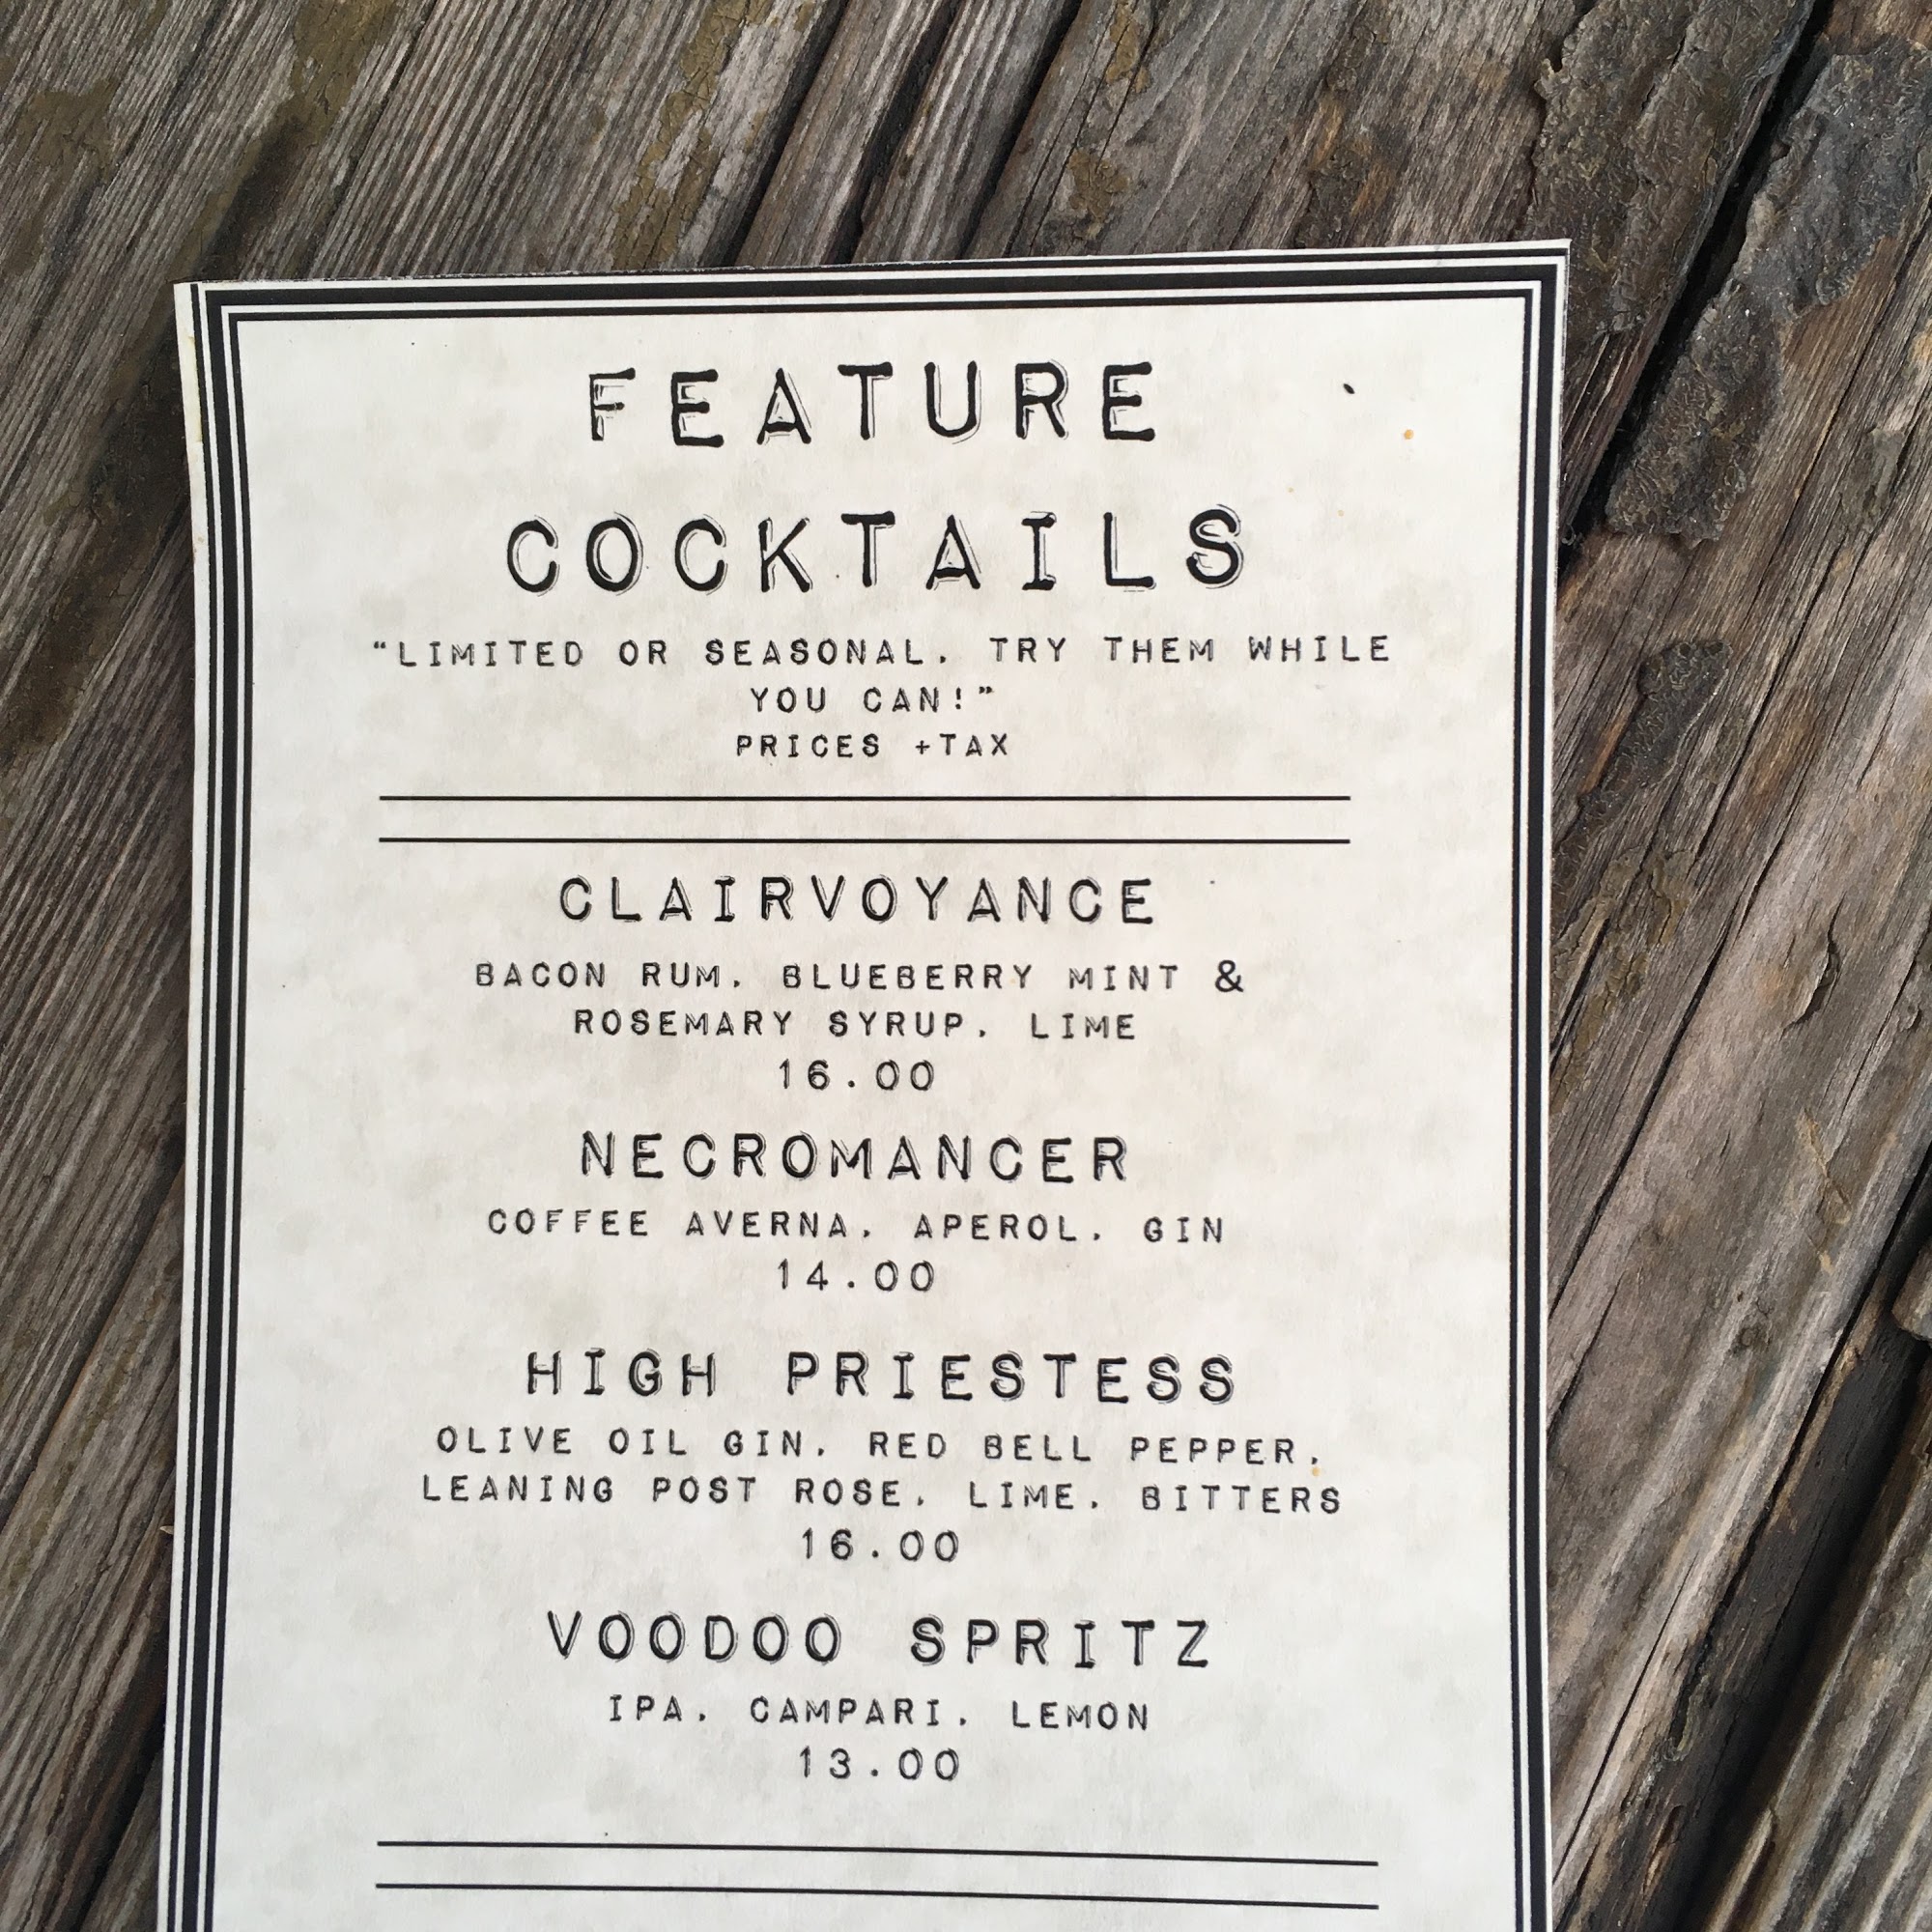 FEATURE
COCKTAILS
"LIMITED OR SEASONAL, TRY THEM WHILE
YOU CAN!"
PRICES +TAX
CLAIRVOYANCE
BACON RUM, BLUEBERRY MINT &
ROSEMARY SYRUP, LIME
16.00
NECROMANCER
COFFEE AVERNA, APEROL, GIN
14.00
HIGH PRIESTESS
OLIVE OIL GIN, RED BELL PEPPER,
LEANING POST ROSE, LIME, BITTERS
16.00
VOODOO SPRITZ
IPA, CAMPARI, LEMON
13.00